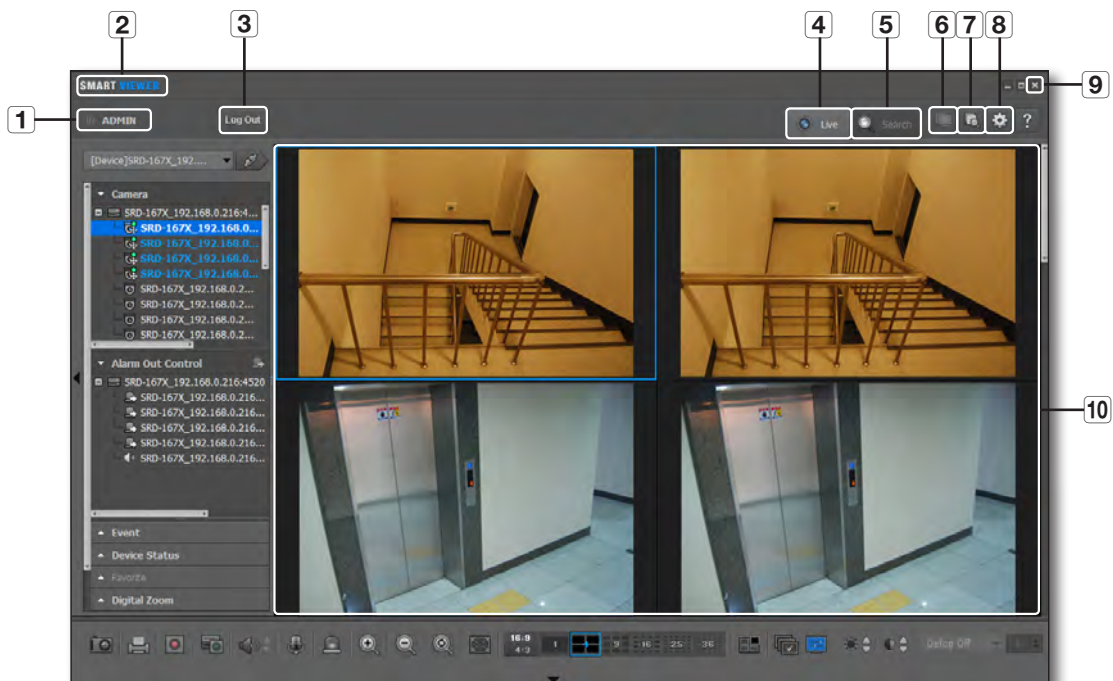 2
3
4
5
6
7
8
SMART VIEWER
9
1
ADMIN
Log Out
Live
Search
?
[Device]SRD-167X_192....
Camera
SRD-167X_192.168.0.216:4...
SRD-167X_192.168.0...
SRD-167X_192.168.0...
SRD-167X_192.168.0...
SRD-167X_192.168.0...
SRD-167X_192.168.0.2...
SRD-167X_192.168.0.2...
SRD-167X_192.168.0.2...
SRD-167X_192.168.0.2...
Alarm Out Control
SRD-167X_192.168.0.216:4520
SRD-167X_192.168.0.216...
SRD-167X_192.168.0.216...
SRD-167X_192.168.0.216...
SRD-167X_192.168.0.216...
SRD-167X_192.168.0.216...
10
Event
Device Status
Favorite
Digital Zoom
16:9
4:3
1
9
16
25
36
Defog Off